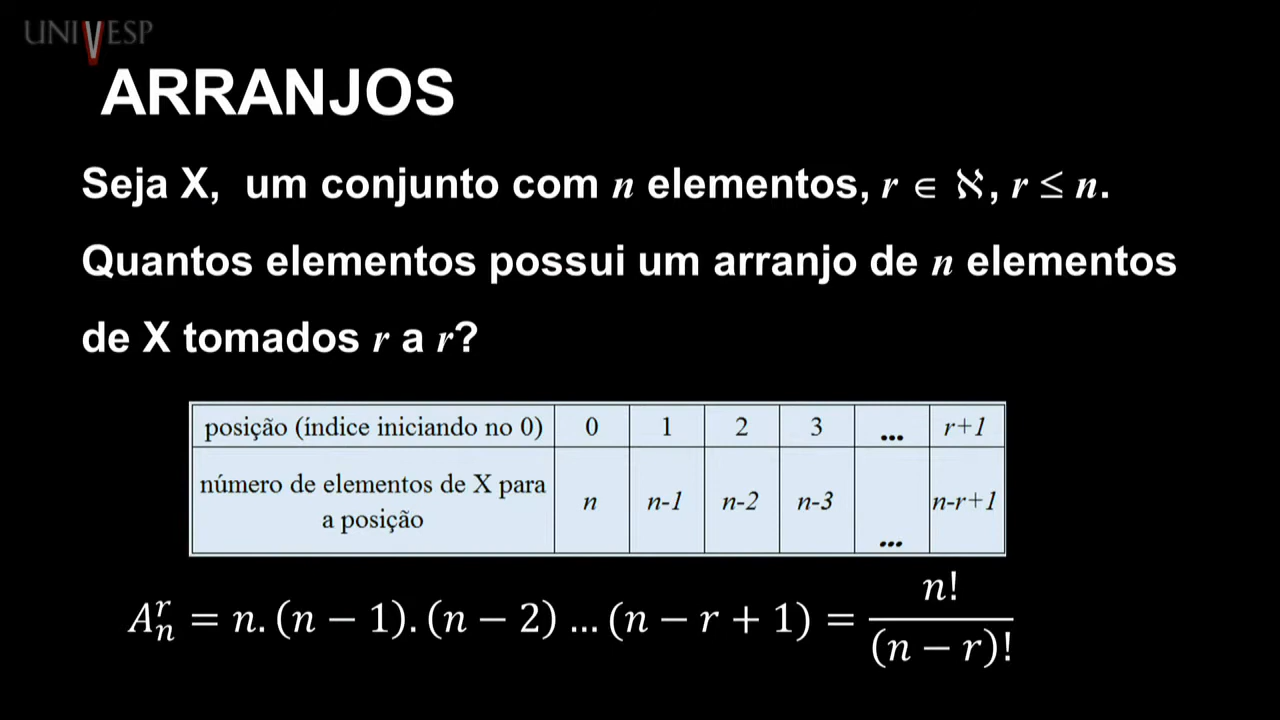 UNIVESP
ARRANJOS
Seja X, um conjunto com n elementos, r ∈ ℵ, r ≤ n.
Quantos elementos possui um arranjo de n elementos
de X tomados r a r?
posição (índice iniciando no 0) 0 1 2 3 ... r+1
número de elementos de X para
a posição n n-1 n-2 n-3 ... n-r+1
A_n^r = n.(n − 1).(n − 2) ... (n − r + 1) = n! / (n − r)!